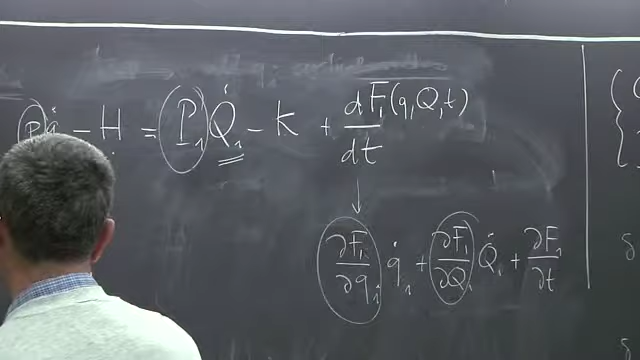 pq̇ - H = P₁Q̇₁ - K + dF₁(q, Q, t)/dt
∂F₁/∂q₁ q̇₁ + ∂F₁/∂Q₁ Q̇₁ + ∂F₁/∂t